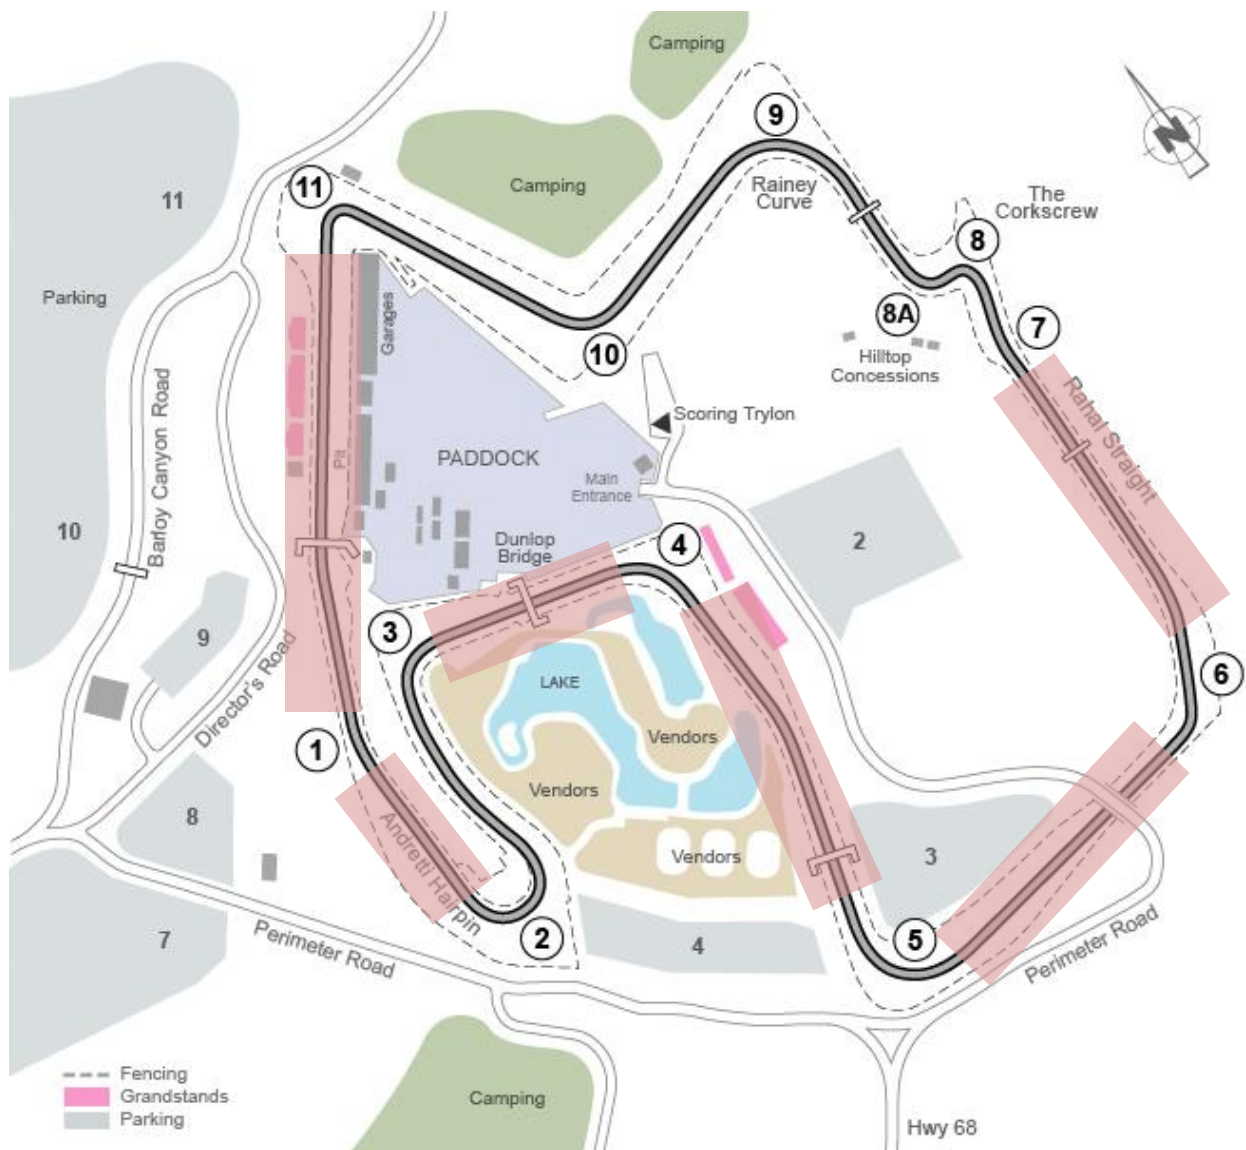 Camping
9
11
Camping
Rainey
Curve
The
Corkscrew
N
8
11
Parking
8A
7
Garages
10
Hilltop
Concessions
Rahal Straight
Barloy Canyon Road
Scoring Trylon
PADDOCK
Pit
Main
Entrance
10
Dunlop
Bridge
4
2
3
9
LAKE
6
Director's Road
1
Vendors
Vendors
8
Andretti Hairpin
Vendors
3
7
2
4
5
Perimeter Road
Perimeter Road
Fencing
Grandstands
Parking
Camping
Hwy 68